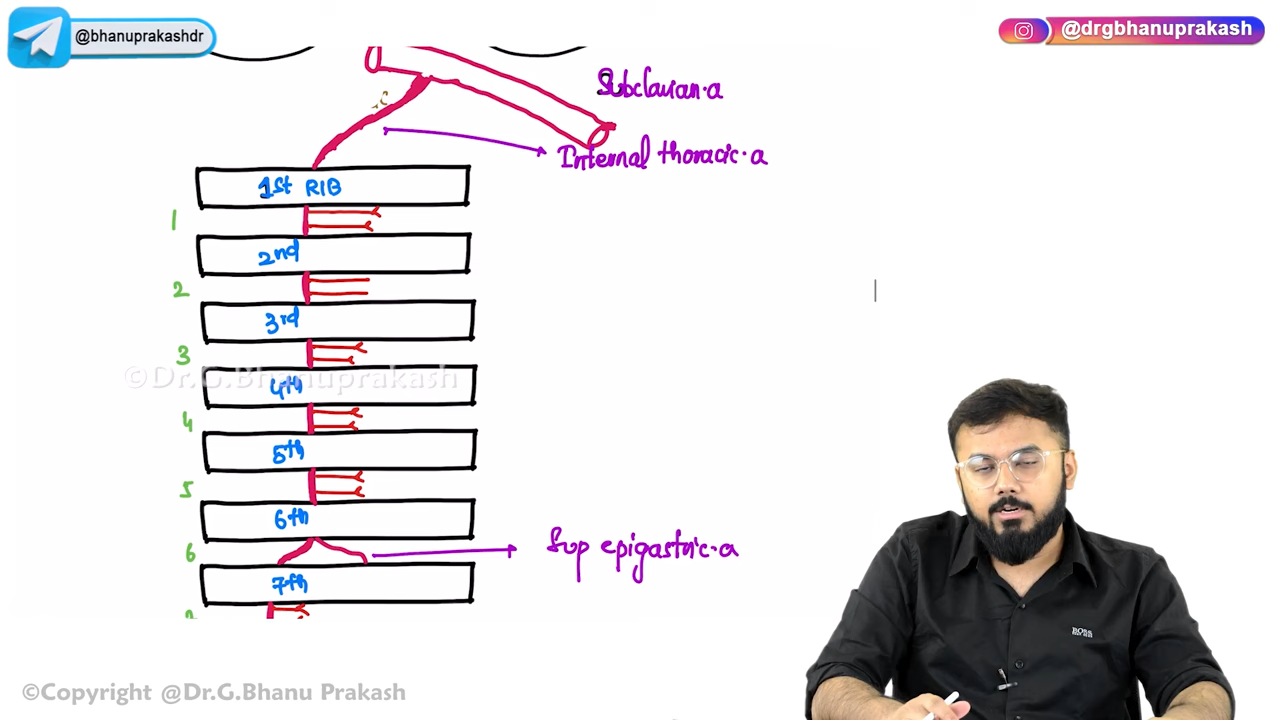 @bhanuprakashdr
@drgbhanuprakash
Subclavian.a
Internal thoracic.a
1st RIB
1
2nd
2
3rd
3
©Dr.G.Bhanuprakash
4th
4
5th
5
6th
6
Sup epigastric.a
7th
BOSS
©Copyright @Dr.G.Bhanu Prakash